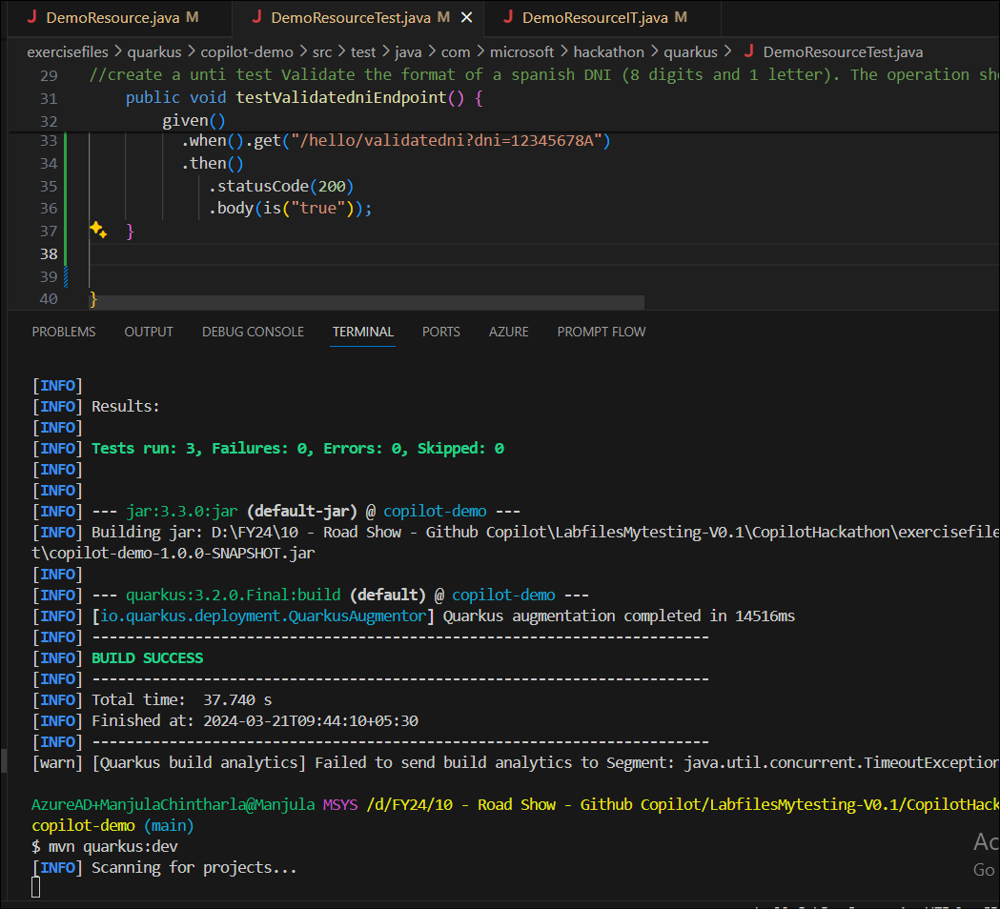 DemoResource.java M
DemoResourceTest.java M
DemoResourceIT.java M
exercisefiles > quarkus > copilot-demo > src > test > java > com > microsoft > hackathon > quarkus > DemoResourceTest.java
29 //create a unti test Validate the format of a spanish DNI (8 digits and 1 letter). The operation
31 public void testValidatedniEndpoint() {
32 given()
33 .when().get("/hello/validatedni?dni=12345678A")
34 .then()
35 .statusCode(200)
36 .body(is("true"));
37 }
38
39
40 }
PROBLEMS OUTPUT DEBUG CONSOLE TERMINAL PORTS AZURE PROMPT FLOW
[INFO]
[INFO] Results:
[INFO]
[INFO] Tests run: 3, Failures: 0, Errors: 0, Skipped: 0
[INFO]
[INFO]
[INFO] --- jar:3.3.0:jar (default-jar) @ copilot-demo ---
[INFO] Building jar: D:\FY24\10 - Road Show - Github Copilot\LabfilesMytesting-V0.1\CopilotHackathon\exercisefile
t\copilot-demo-1.0.0-SNAPSHOT.jar
[INFO]
[INFO] --- quarkus:3.2.0.Final:build (default) @ copilot-demo ---
[INFO] [io.quarkus.deployment.QuarkusAugmentor] Quarkus augmentation completed in 14516ms
[INFO] ------------------------------------------------------------------------
[INFO] BUILD SUCCESS
[INFO] ------------------------------------------------------------------------
[INFO] Total time:  37.740 s
[INFO] Finished at: 2024-03-21T09:44:10+05:30
[INFO] ------------------------------------------------------------------------
[warn] [Quarkus build analytics] Failed to send build analytics to Segment: java.util.concurrent.TimeoutException
AzureAD+ManjulaChintharla@Manjula MSYS /d/FY24/10 - Road Show - Github Copilot/LabfilesMytesting-V0.1/CopilotHack
copilot-demo (main)
$ mvn quarkus:dev
[INFO] Scanning for projects...
Ac
Go